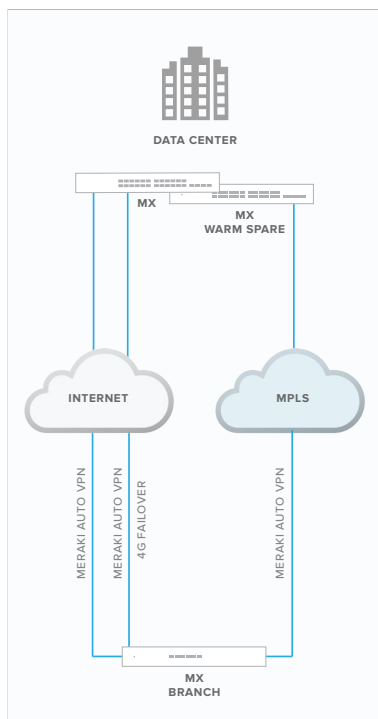 DATA CENTER
MX
MX
WARM SPARE
INTERNET
MPLS
MERAKI AUTO VPN
MERAKI AUTO VPN
4G FAILOVER
MERAKI AUTO VPN
MX
BRANCH